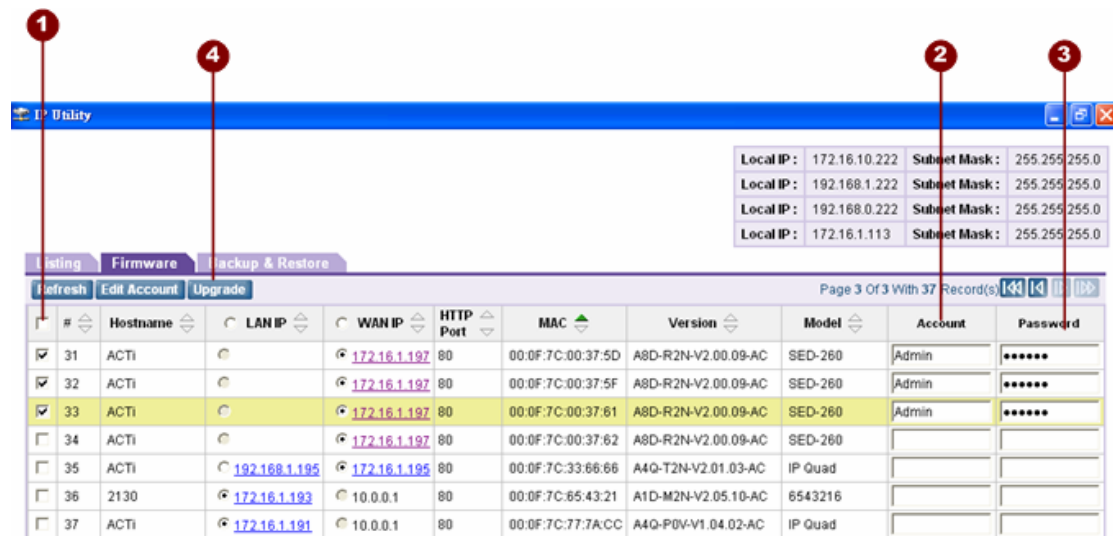 1
4
2
3
IP Utility
Local IP : 172.16.10.222 Subnet Mask : 255.255.255.0
Local IP : 192.168.1.222 Subnet Mask : 255.255.255.0
Local IP : 192.168.0.222 Subnet Mask : 255.255.255.0
Local IP : 172.16.1.113 Subnet Mask : 255.255.255.0
Listing Firmware Backup & Restore
Refresh Edit Account Upgrade Page 3 Of 3 With 37 Record(s)
# Hostname LAN IP WAN IP HTTP Port MAC Version Model Account Password
31 ACTi 172.16.1.197 80 00:0F:7C:00:37:5D A8D-R2N-V2.00.09-AC SED-260 Admin ••••••
32 ACTi 172.16.1.197 80 00:0F:7C:00:37:5F A8D-R2N-V2.00.09-AC SED-260 Admin ••••••
33 ACTi 172.16.1.197 80 00:0F:7C:00:37:61 A8D-R2N-V2.00.09-AC SED-260 Admin ••••••
34 ACTi 172.16.1.197 80 00:0F:7C:00:37:62 A8D-R2N-V2.00.09-AC SED-260
35 ACTi 192.168.1.195 172.16.1.195 80 00:0F:7C:33:66:66 A4Q-T2N-V2.01.03-AC IP Quad
36 2130 172.16.1.193 10.0.0.1 80 00:0F:7C:65:43:21 A1D-M2N-V2.05.10-AC 6543216
37 ACTi 172.16.1.191 10.0.0.1 80 00:0F:7C:77:7A:CC A4Q-P0V-V1.04.02-AC IP Quad